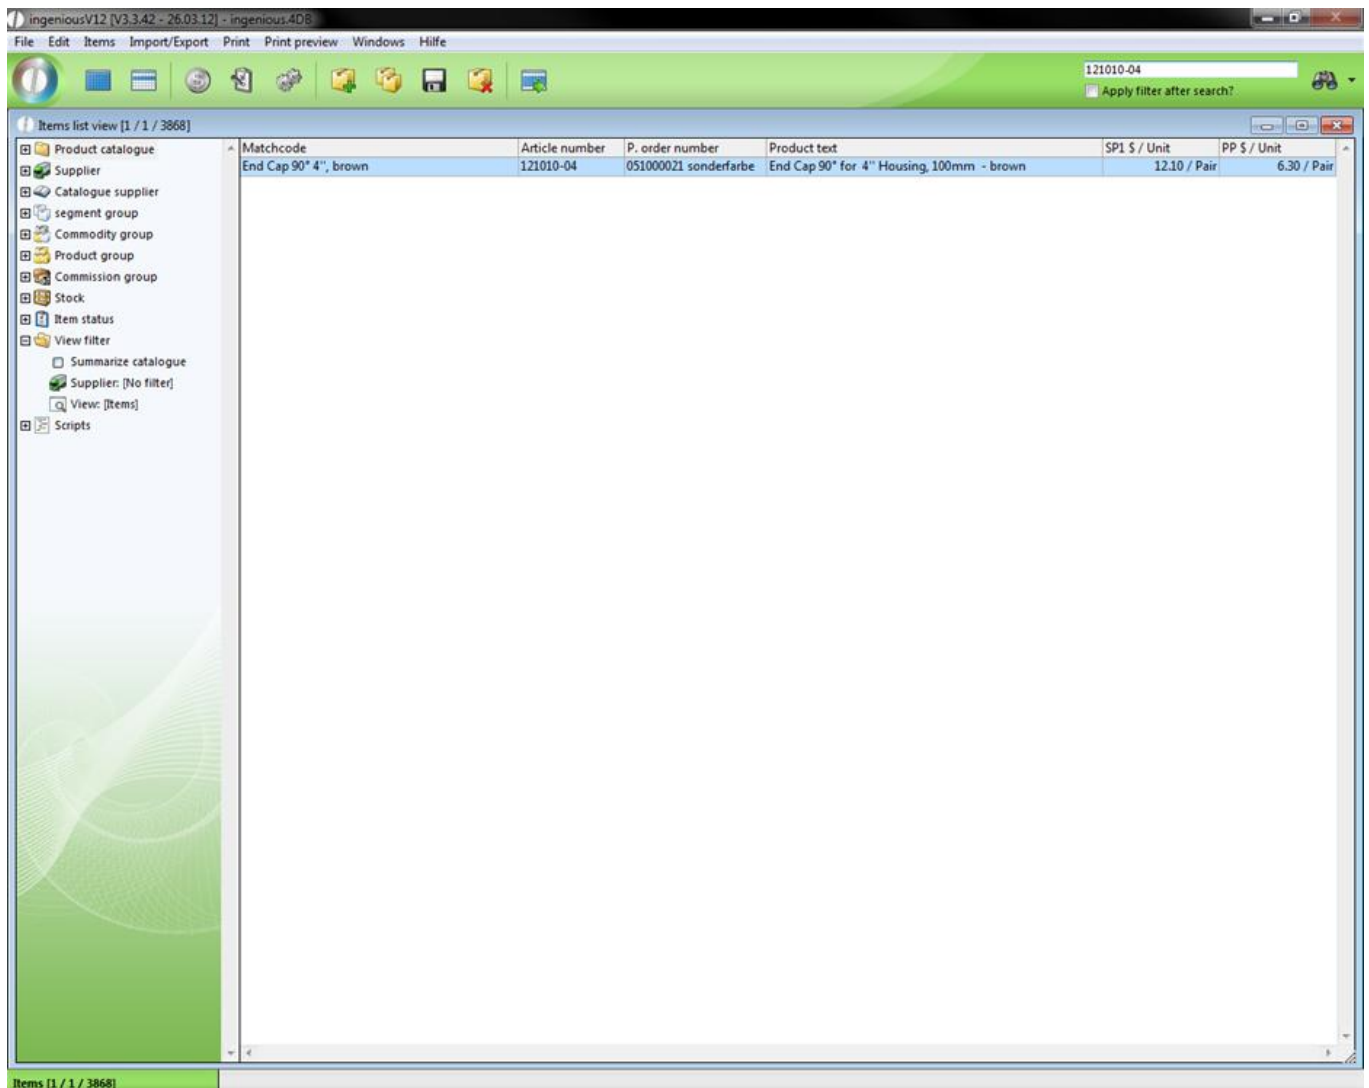 ingeniousV12 [V3.3.42 - 26.03.12] - ingenious.4DB
File Edit Items Import/Export Print Print preview Windows Hilfe
121010-04
Apply filter after search?
Items list view [1 / 1 / 3868]
Product catalogue
Supplier
Catalogue supplier
segment group
Commodity group
Product group
Commission group
Stock
Item status
View filter
Summarize catalogue
Supplier: [No filter]
View: [Items]
Scripts
Matchcode Article number P. order number Product text SP1 $ / Unit PP $ / Unit
End Cap 90° 4'', brown 121010-04 051000021 sonderfarbe End Cap 90° for 4'' Housing, 100mm - brown 12.10 / Pair 6.30 / Pair
Items [1 / 1 / 3868]